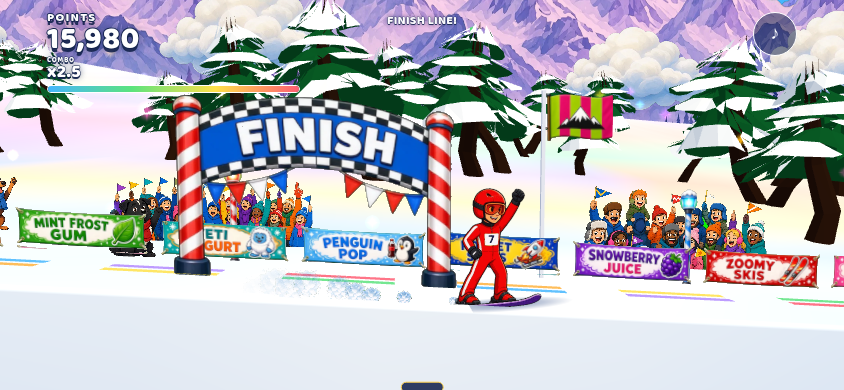 POINTS
15,980
COMBO
x2.5
FINISH LINE!
FINISH
MINT FROST
GUM
ETI
GURT
PENGUIN
POP
ET
7
SNOWBERRY
JUICE
ZOOMY
SKIS